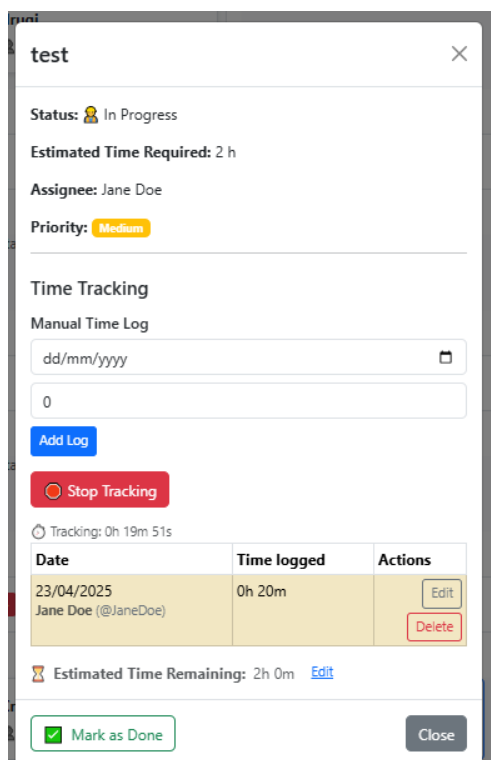 test
Status: In Progress
Estimated Time Required: 2 h
Assignee: Jane Doe
Priority: Medium
Time Tracking
Manual Time Log
dd/mm/yyyy
0
Add Log
Stop Tracking
Tracking: 0h 19m 51s
Date Time logged Actions
23/04/2025 0h 20m Edit
Jane Doe (@JaneDoe)
Delete
Estimated Time Remaining: 2h 0m Edit
Mark as Done Close